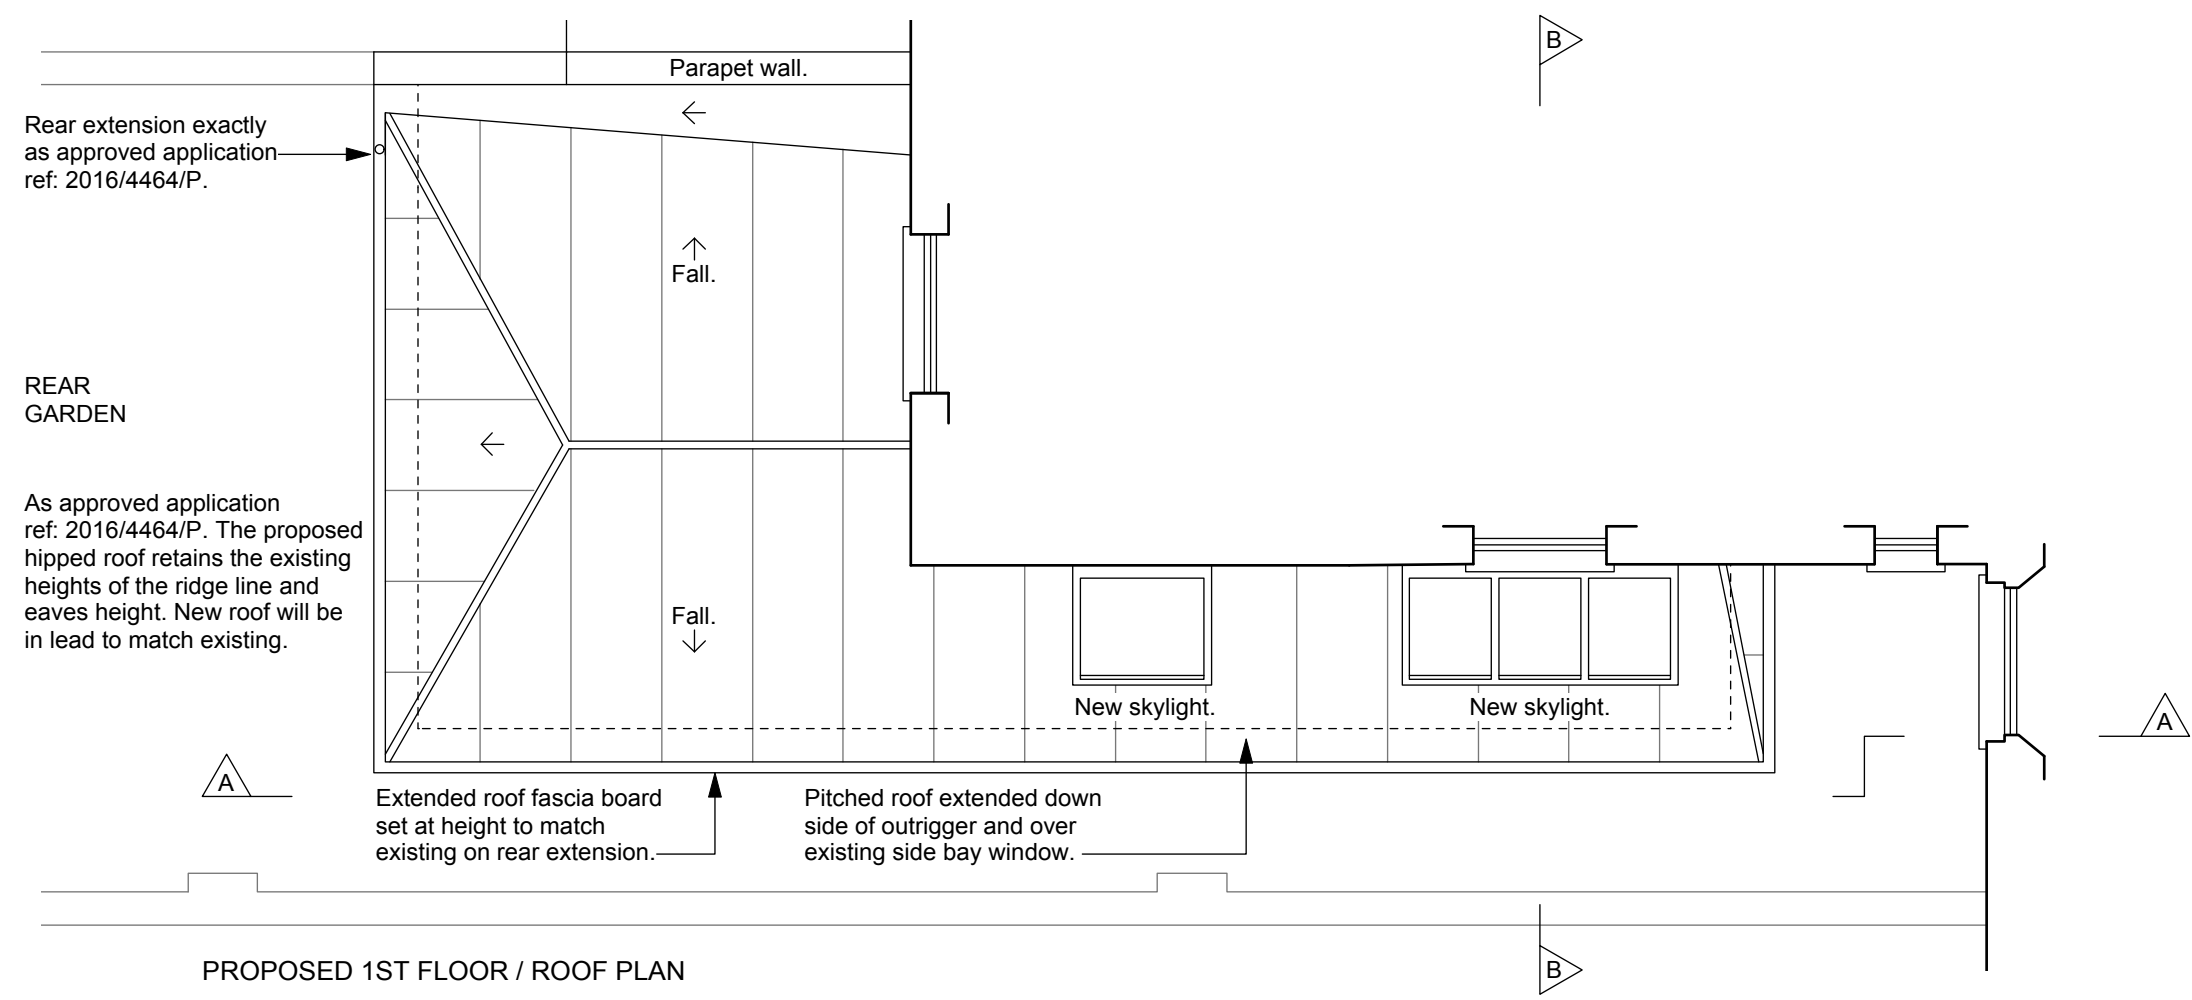 B
Parapet wall.
Rear extension exactly
as approved application
ref: 2016/4464/P.
Fall.
REAR
GARDEN
As approved application
ref: 2016/4464/P. The proposed
hipped roof retains the existing
heights of the ridge line and
eaves height. New roof will be
in lead to match existing.
Fall.
New skylight.
New skylight.
A
A
Extended roof fascia board
set at height to match
existing on rear extension.
Pitched roof extended down
side of outrigger and over
existing side bay window.
PROPOSED 1ST FLOOR / ROOF PLAN
B